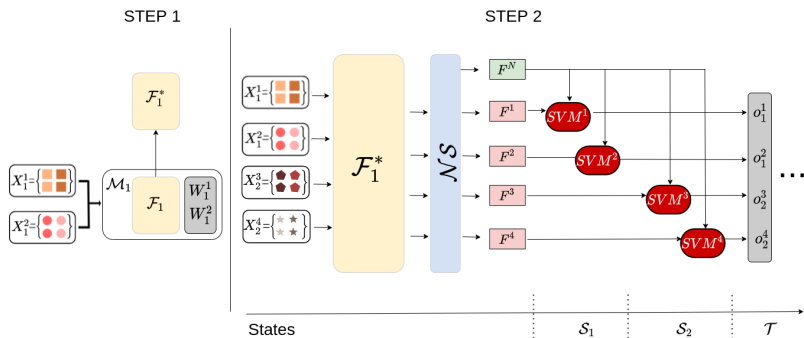 STEP 1
STEP 2
ℱ₁*
X₁¹={ }
X₁²={ }
ℳ₁
ℱ₁
W₁¹
W₁²
X₁¹={ }
X₁²={ }
X₂³={ }
X₂⁴={ }
ℱ₁*
𝒩𝒮
Fᴺ
F¹
F²
F³
F⁴
SVM¹
SVM²
SVM³
SVM⁴
o₁¹
o₁²
o₂³
o₂⁴
...
States
𝒮₁
𝒮₂
𝒯